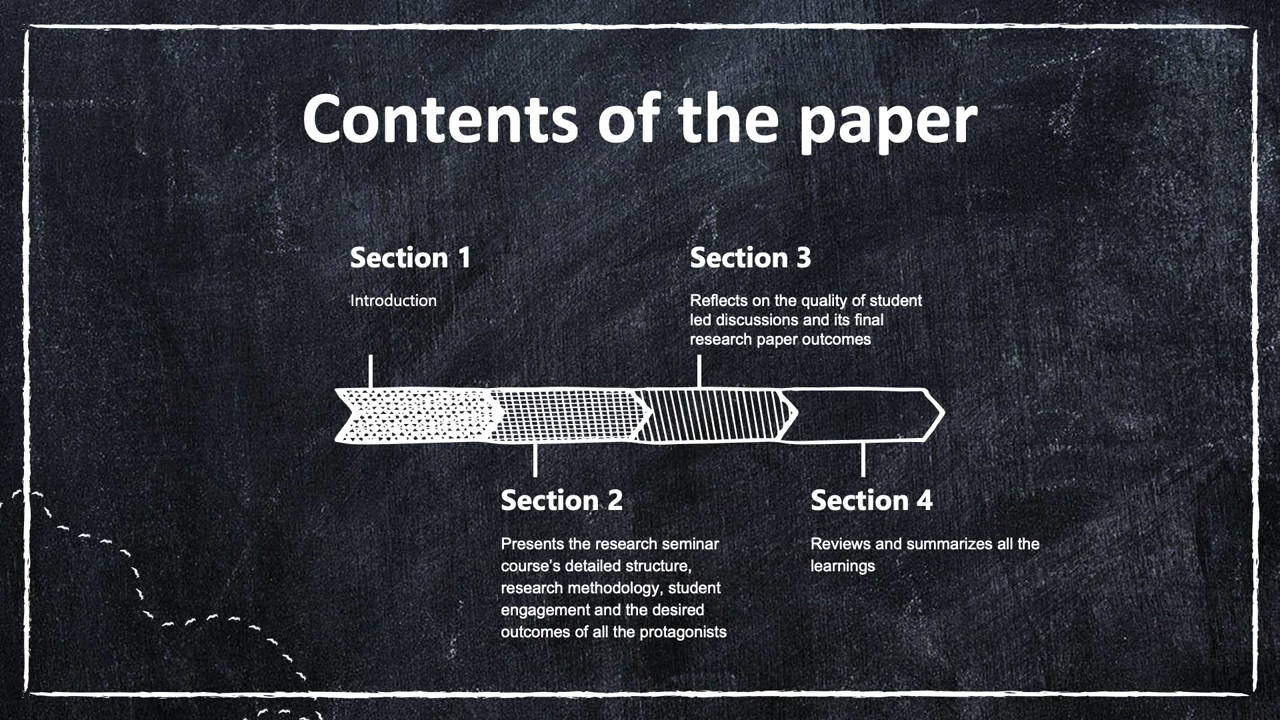 Contents of the paper
Section 1
Introduction
Section 3
Reflects on the quality of student
led discussions and its final
research paper outcomes
Section 2
Presents the research seminar
course's detailed structure,
research methodology, student
engagement and the desired
outcomes of all the protagonists
Section 4
Reviews and summarizes all the
learnings